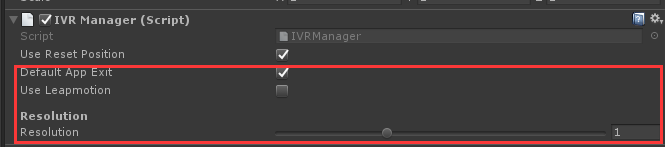 IVR Manager (Script)
Script IVRManager
Use Reset Position
Default App Exit
Use Leapmotion
Resolution
Resolution 1